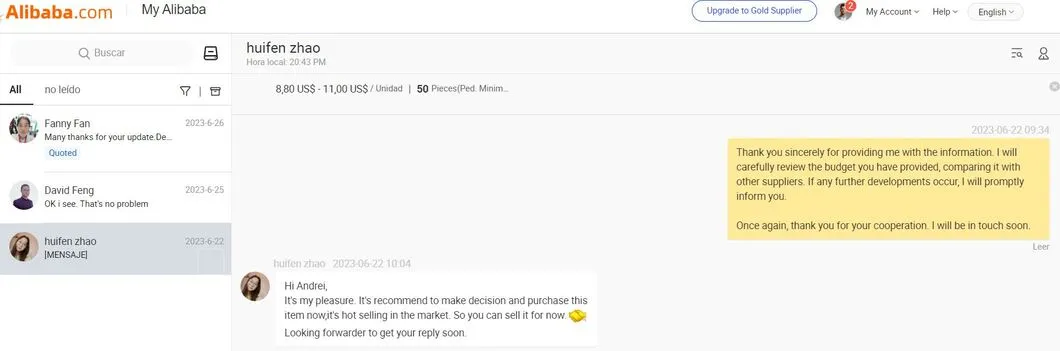 Alibaba.com
My Alibaba
Upgrade to Gold Supplier
2
My Account
Help
English
Buscar
All
no leído
Fanny Fan
2023-6-26
Many thanks for your update.De...
Quoted
David Feng
2023-6-25
OK i see. That's no problem
huifen zhao
2023-6-22
[MENSAJE]
huifen zhao
Hora local: 20:43 PM
8,80 US$ - 11,00 US$ / Unidad | 50 Pieces(Ped. Minim...
2023-06-22 09:34
Thank you sincerely for providing me with the information. I will
carefully review the budget you have provided, comparing it with
other suppliers. If any further developments occur, I will promptly
inform you.
Once again, thank you for your cooperation. I will be in touch soon.
Leer
huifen zhao 2023-06-22 10:04
Hi Andrei,
It's my pleasure. It's recommend to make decision and purchase this
item now,it's hot selling in the market. So you can sell it for now.
Looking forwarder to get your reply soon.